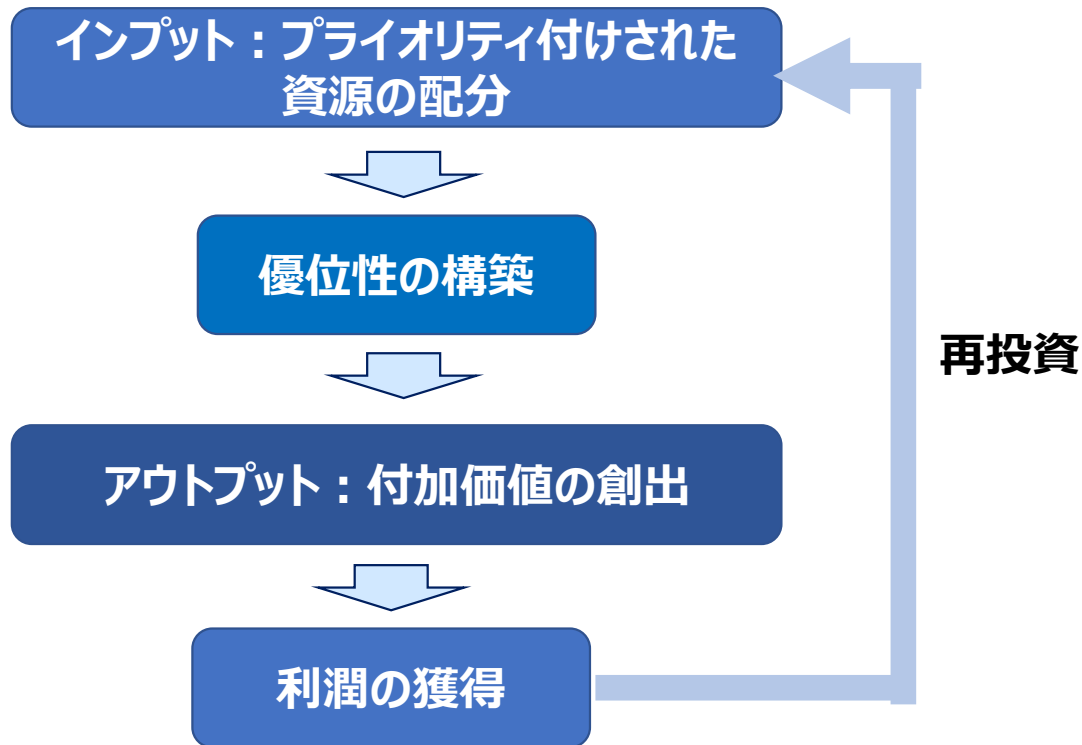 インプット：プライオリティ付けされた
資源の配分
優位性の構築
再投資
アウトプット：付加価値の創出
利潤の獲得